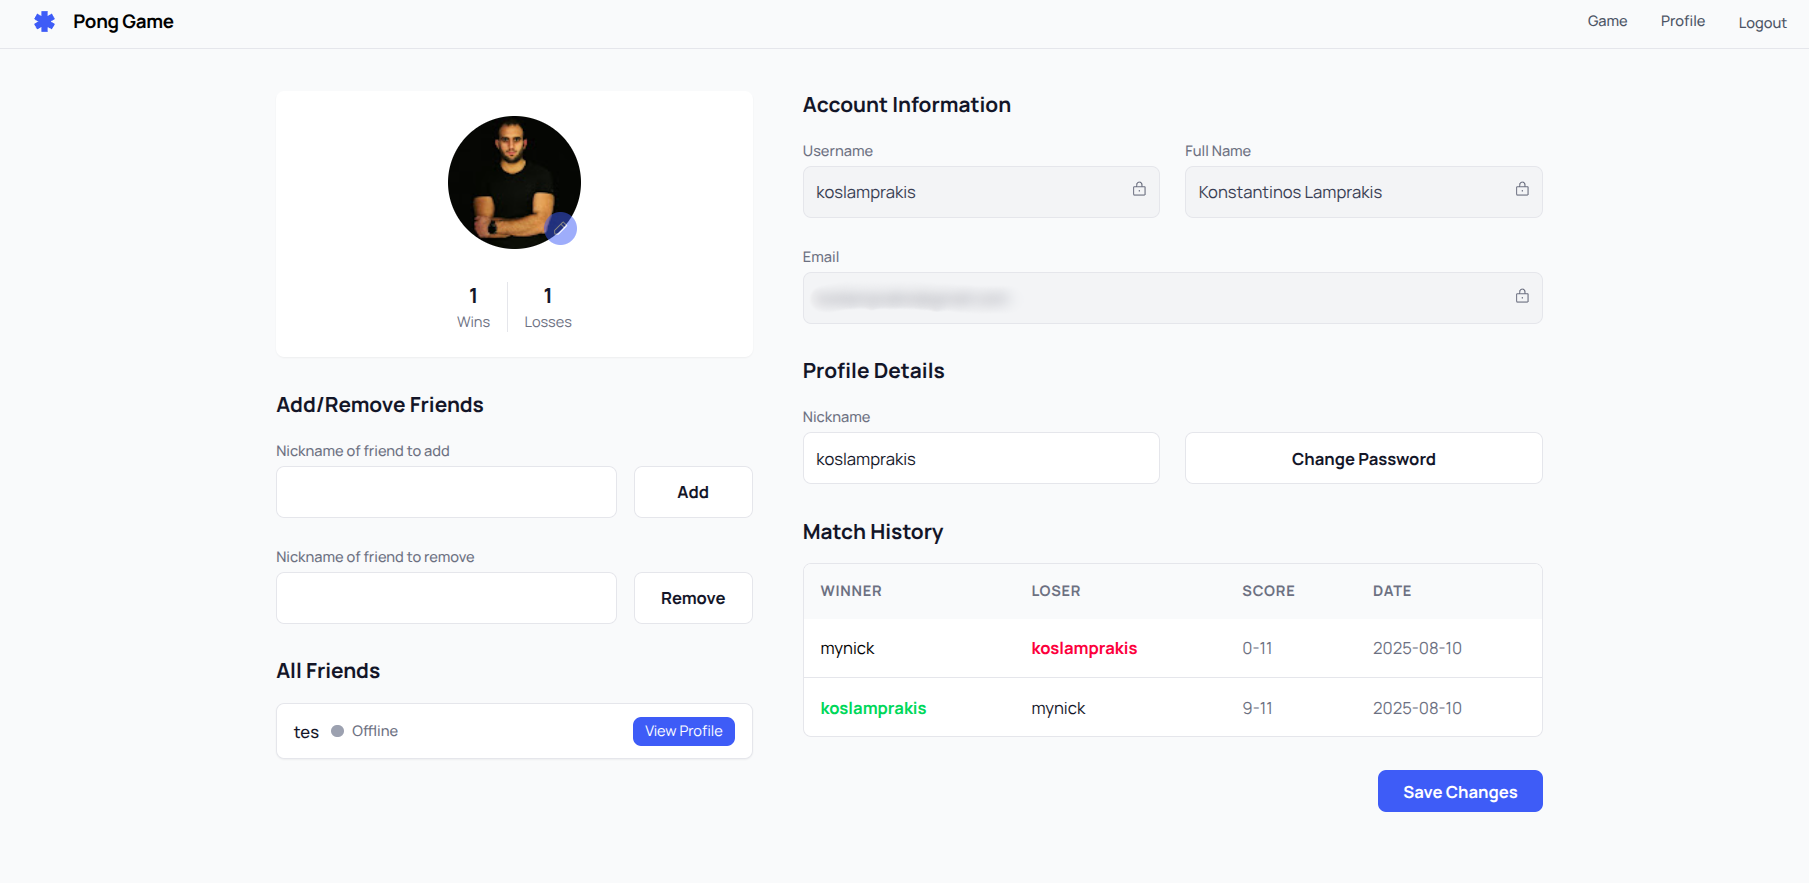 Pong Game
Game
Profile
Logout
1
Wins
1
Losses
Add/Remove Friends
Nickname of friend to add
Add
Nickname of friend to remove
Remove
All Friends
tes Offline View Profile
Account Information
Username
koslamprakis
Full Name
Konstantinos Lamprakis
Email
Profile Details
Nickname
koslamprakis
Change Password
Match History
WINNER LOSER SCORE DATE
mynick koslamprakis 0-11 2025-08-10
koslamprakis mynick 9-11 2025-08-10
Save Changes